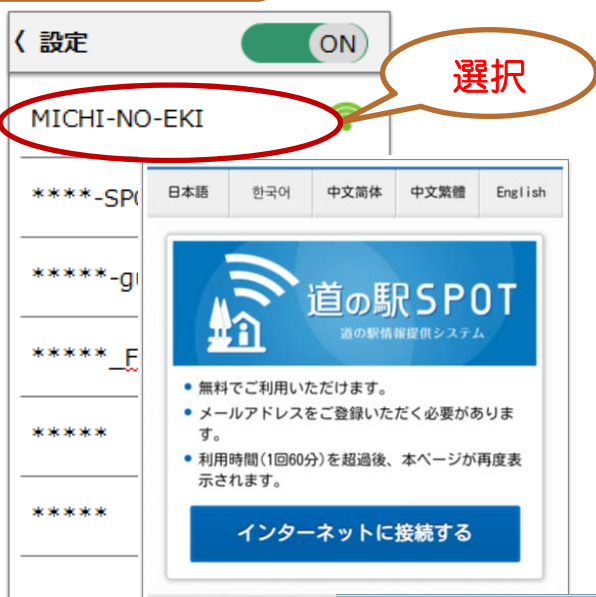 設定
ON
選択
MICHI-NO-EKI
****-SPO
*****-g
*****_F
*****
*****
日本語 한국어 中文简体 中文繁體 English
道の駅SPOT
道の駅情報提供システム
• 無料でご利用いただけます。
• メールアドレスをご登録いただく必要がありま
す。
• 利用時間(1回60分)を超過後、本ページが再度表
示されます。
インターネットに接続する